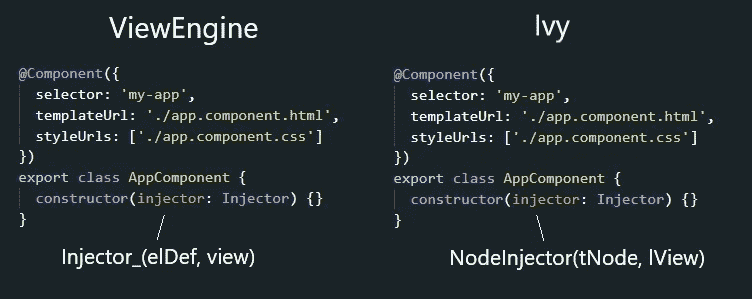 ViewEngine
@Component({
  selector: 'my-app',
  templateUrl: './app.component.html',
  styleUrls: ['./app.component.css']
})
export class AppComponent {
  constructor(injector: Injector) {}
}
Injector_(elDef, view)
Ivy
@Component({
  selector: 'my-app',
  templateUrl: './app.component.html',
  styleUrls: ['./app.component.css']
})
export class AppComponent {
  constructor(injector: Injector) {}
}
NodeInjector(tNode, lView)